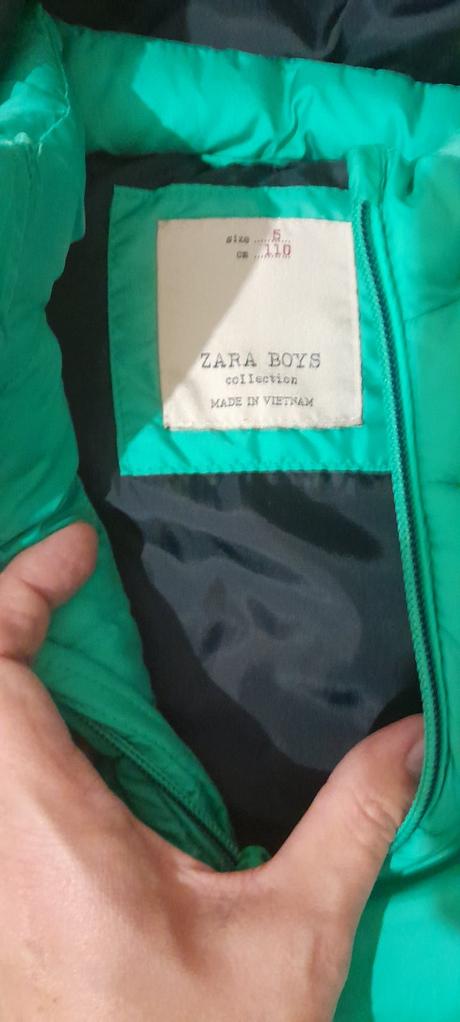 size 5
cm 110
ZARA BOYS
collection
MADE IN VIETNAM